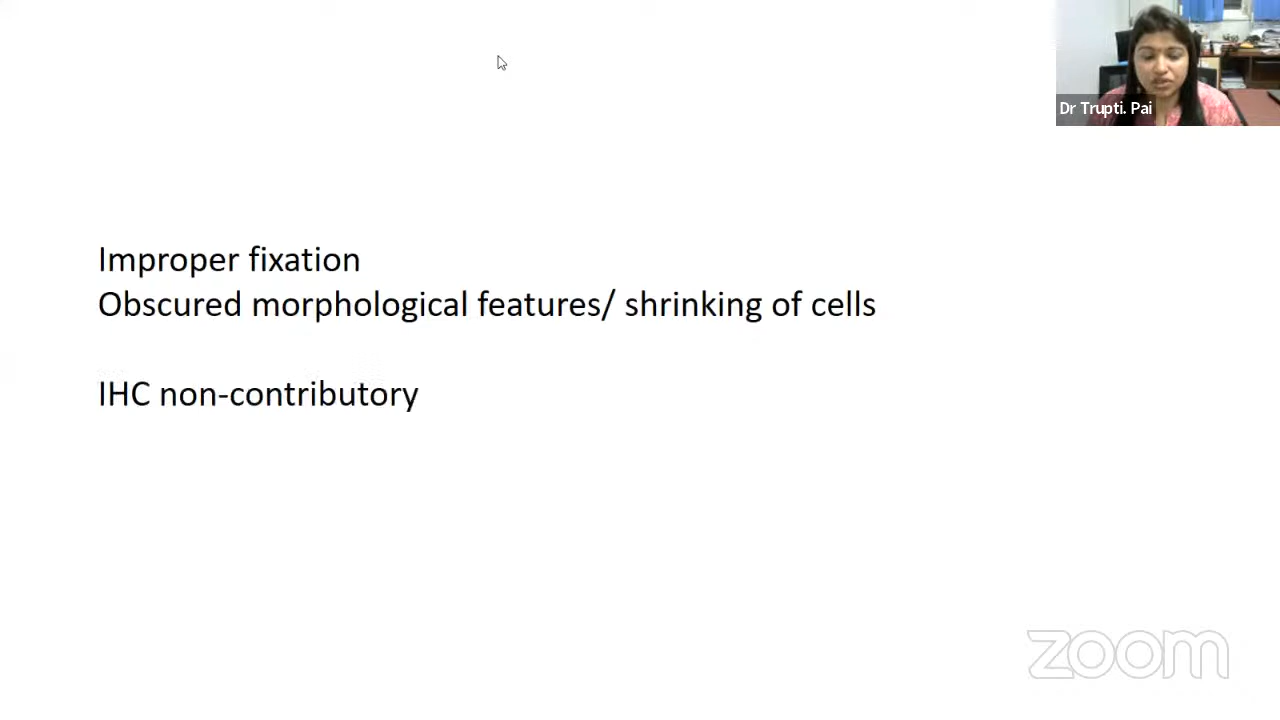 Dr Trupti. Pai
Improper fixation
Obscured morphological features/ shrinking of cells
IHC non-contributory
zoom